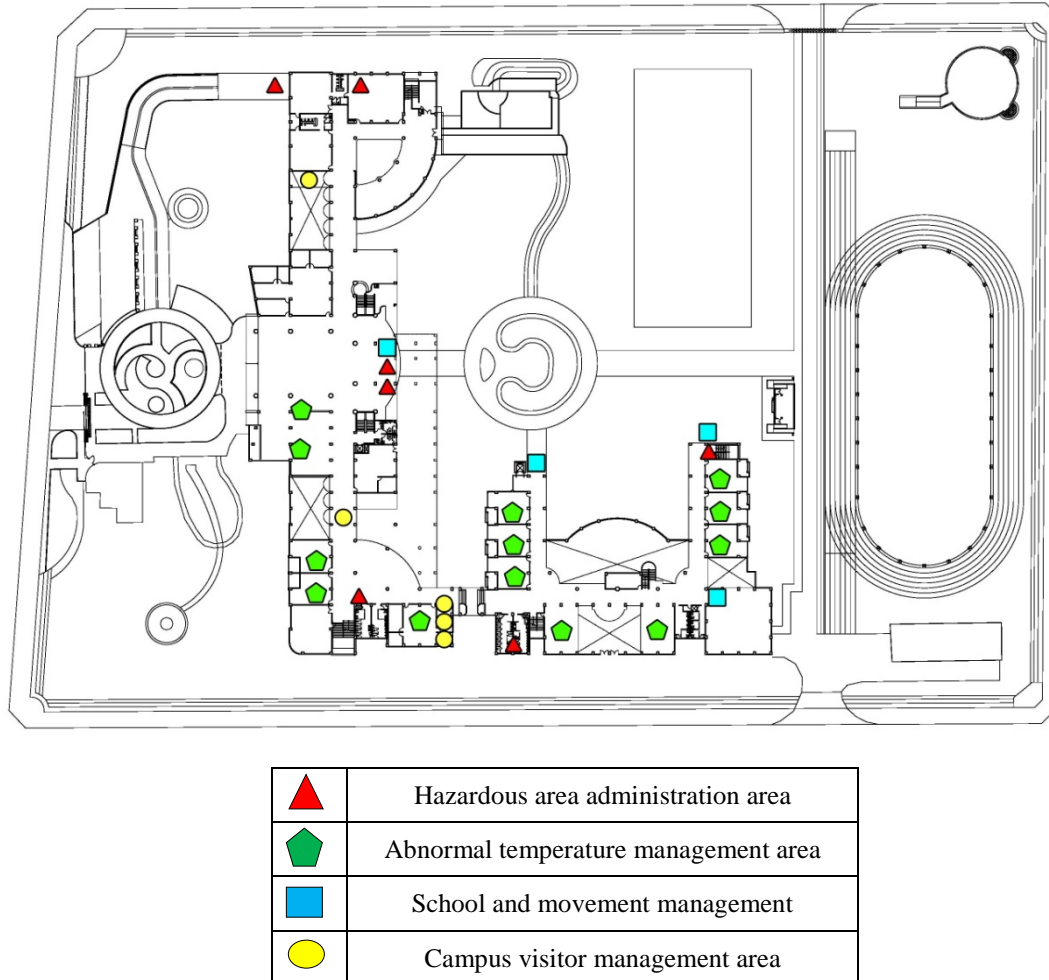 Hazardous area administration area
Abnormal temperature management area
School and movement management
Campus visitor management area